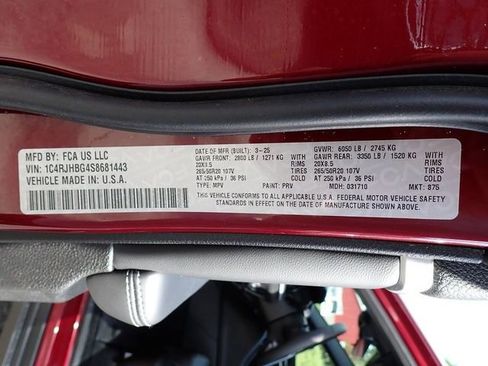 MFD BY: FCA US LLC
VIN: 1C4RJHBG4S8681443
VEHICLE MADE IN U.S.A.
DATE OF MFR (BUILT): 3-25
GAWR FRONT: 2800 LB / 1271 KG
20X8.5
265/50R20 107V
AT 250 kPa / 36 PSI
TYPE: MPV PAINT: PRV
WITH
RIMS
TIRES
COLD
GVWR: 6050 LB / 2745 KG
GAWR REAR: 3350 LB / 1520 KG
20X8.5
265/50R20 107V
AT 250 kPa / 36 PSI
MDH: 031710 MKT: 875
WITH
RIMS
TIRES
COLD
THIS VEHICLE CONFORMS TO ALL APPLICABLE U.S.A. FEDERAL MOTOR VEHICLE SAFETY
STANDARDS IN EFFECT ON THE DATE OF MANUFACTURE SHOWN ABOVE.